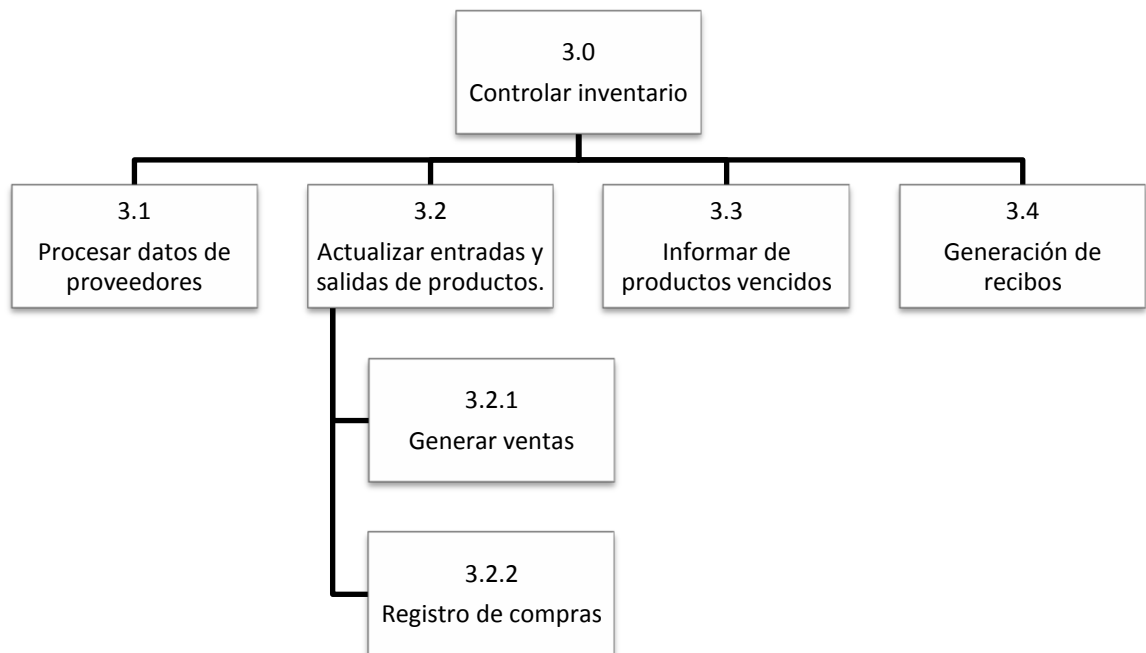 3.0
Controlar inventario
3.1
Procesar datos de
proveedores
3.2
Actualizar entradas y
salidas de productos.
3.3
Informar de
productos vencidos
3.4
Generación de
recibos
3.2.1
Generar ventas
3.2.2
Registro de compras